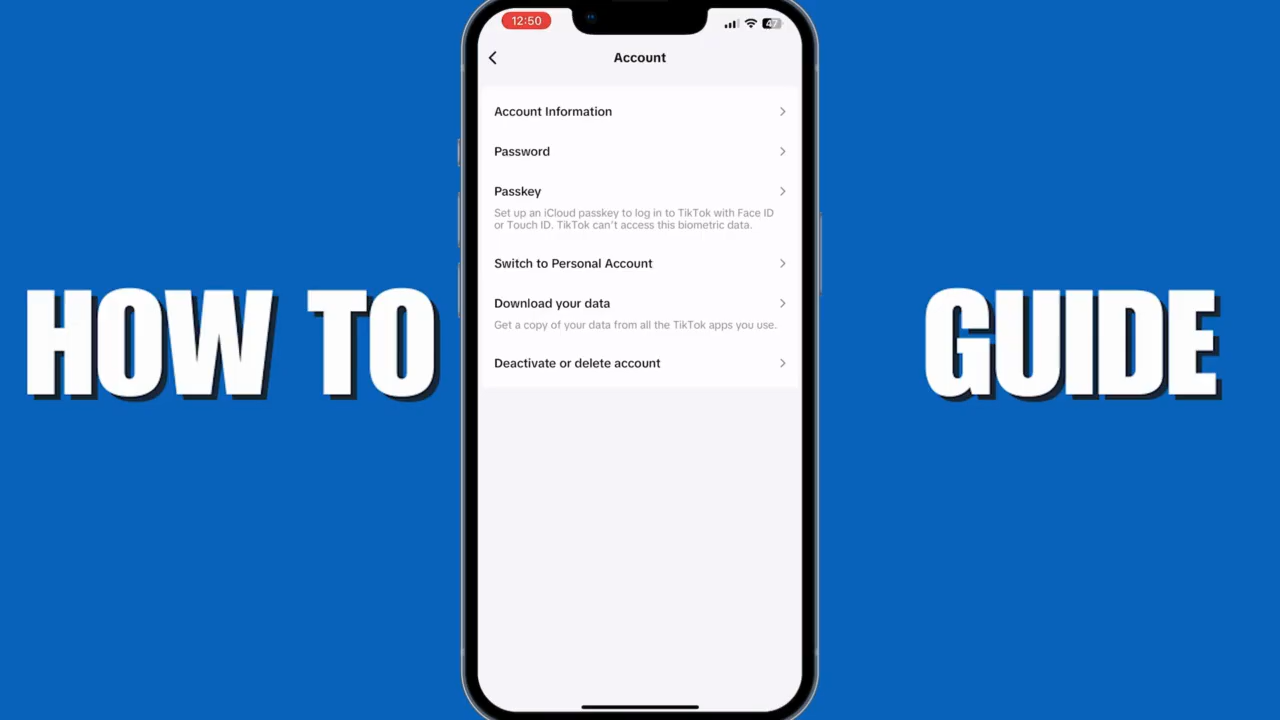 12:50
47
Account
Account Information
Password
Passkey
Set up an iCloud passkey to log in to TikTok with Face ID
or Touch ID. TikTok can't access this biometric data.
Switch to Personal Account
Download your data
Get a copy of your data from all the TikTok apps you use.
Deactivate or delete account
HOW TO
GUIDE